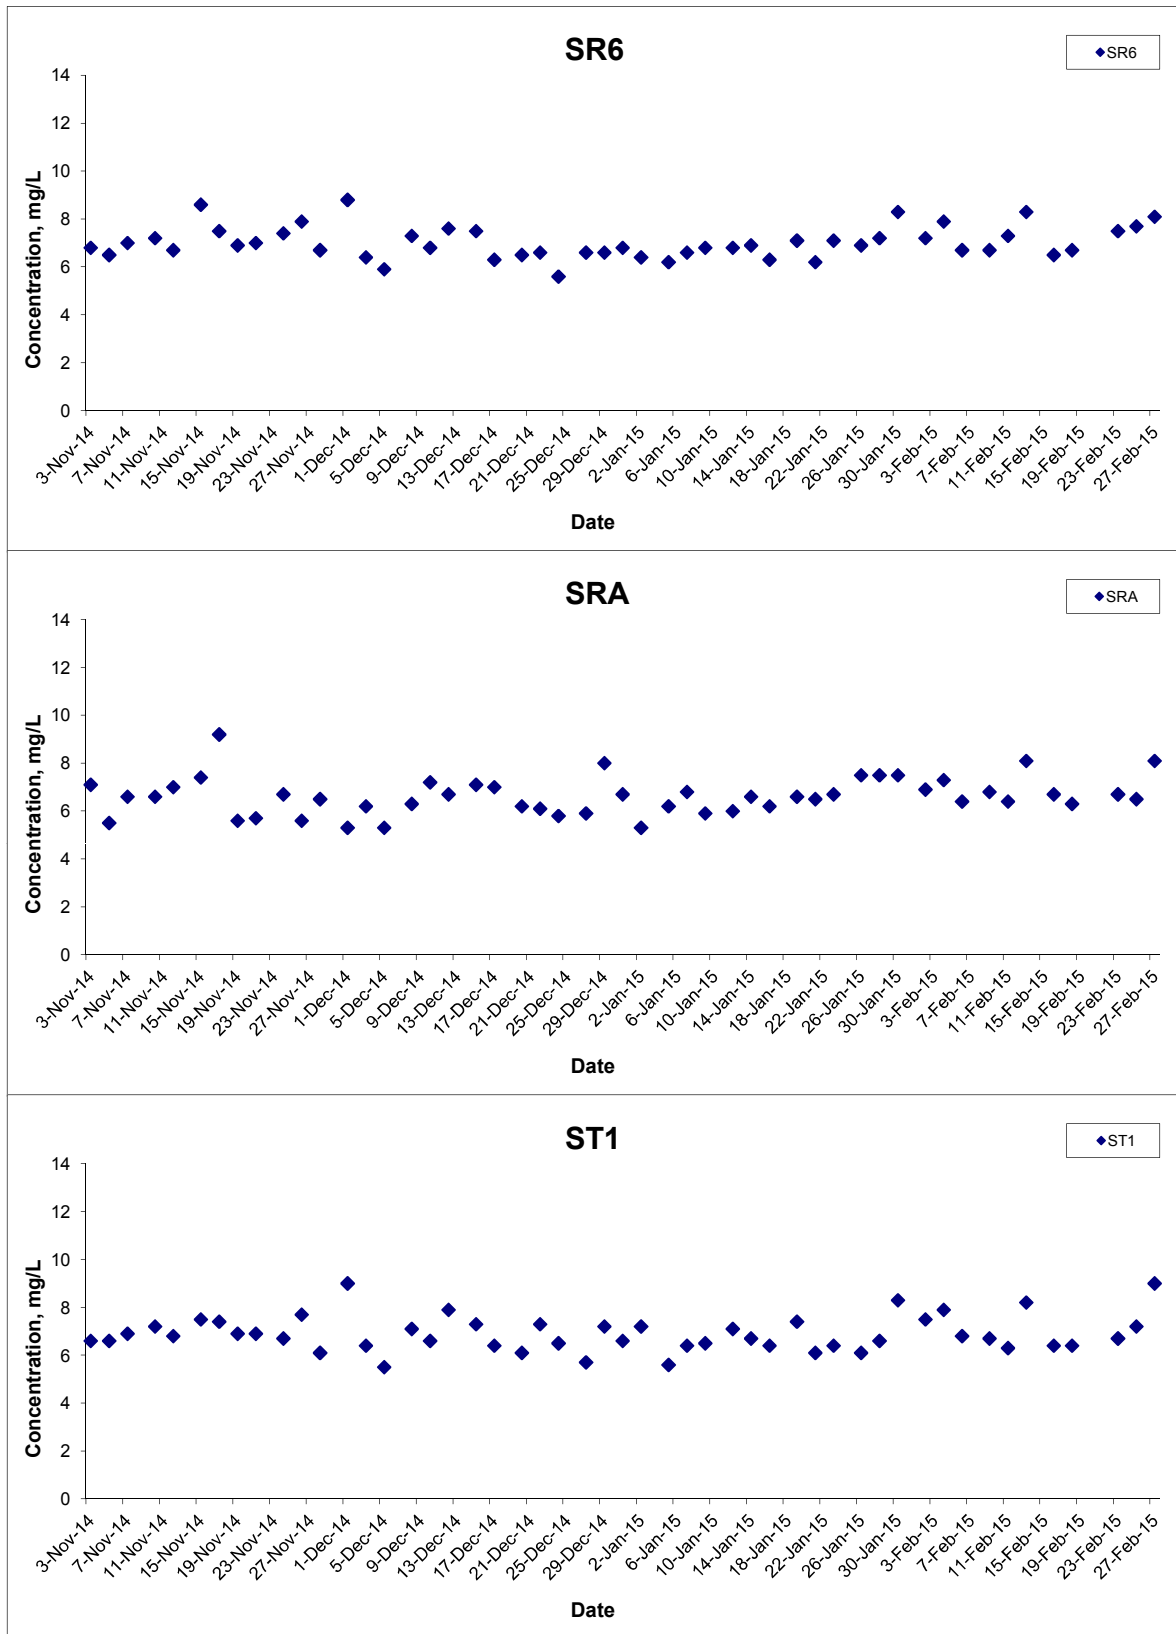 SR6
SR6
14
12
10
8
6
4
2
0
Concentration, mg/L
3-Nov-14
7-Nov-14
11-Nov-14
15-Nov-14
19-Nov-14
23-Nov-14
27-Nov-14
1-Dec-14
5-Dec-14
9-Dec-14
13-Dec-14
17-Dec-14
21-Dec-14
25-Dec-14
29-Dec-14
2-Jan-15
6-Jan-15
10-Jan-15
14-Jan-15
18-Jan-15
22-Jan-15
26-Jan-15
30-Jan-15
3-Feb-15
7-Feb-15
11-Feb-15
15-Feb-15
19-Feb-15
23-Feb-15
27-Feb-15
Date
SRA
SRA
14
12
10
8
6
4
2
0
Concentration, mg/L
3-Nov-14
7-Nov-14
11-Nov-14
15-Nov-14
19-Nov-14
23-Nov-14
27-Nov-14
1-Dec-14
5-Dec-14
9-Dec-14
13-Dec-14
17-Dec-14
21-Dec-14
25-Dec-14
29-Dec-14
2-Jan-15
6-Jan-15
10-Jan-15
14-Jan-15
18-Jan-15
22-Jan-15
26-Jan-15
30-Jan-15
3-Feb-15
7-Feb-15
11-Feb-15
15-Feb-15
19-Feb-15
23-Feb-15
27-Feb-15
Date
ST1
ST1
14
12
10
8
6
4
2
0
Concentration, mg/L
3-Nov-14
7-Nov-14
11-Nov-14
15-Nov-14
19-Nov-14
23-Nov-14
27-Nov-14
1-Dec-14
5-Dec-14
9-Dec-14
13-Dec-14
17-Dec-14
21-Dec-14
25-Dec-14
29-Dec-14
2-Jan-15
6-Jan-15
10-Jan-15
14-Jan-15
18-Jan-15
22-Jan-15
26-Jan-15
30-Jan-15
3-Feb-15
7-Feb-15
11-Feb-15
15-Feb-15
19-Feb-15
23-Feb-15
27-Feb-15
Date